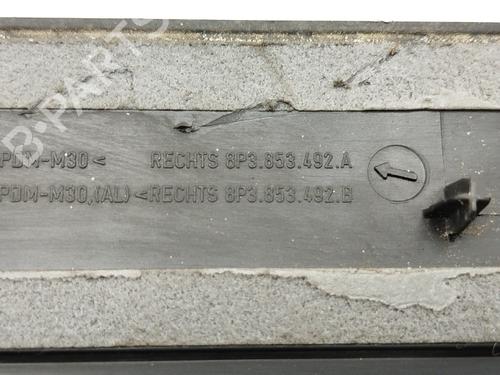 B-PARTS
PDM-M30< RECHTS 8P3.853.492.A
PDM-M30,(AL)<RECHTS 8P3.853.492.B